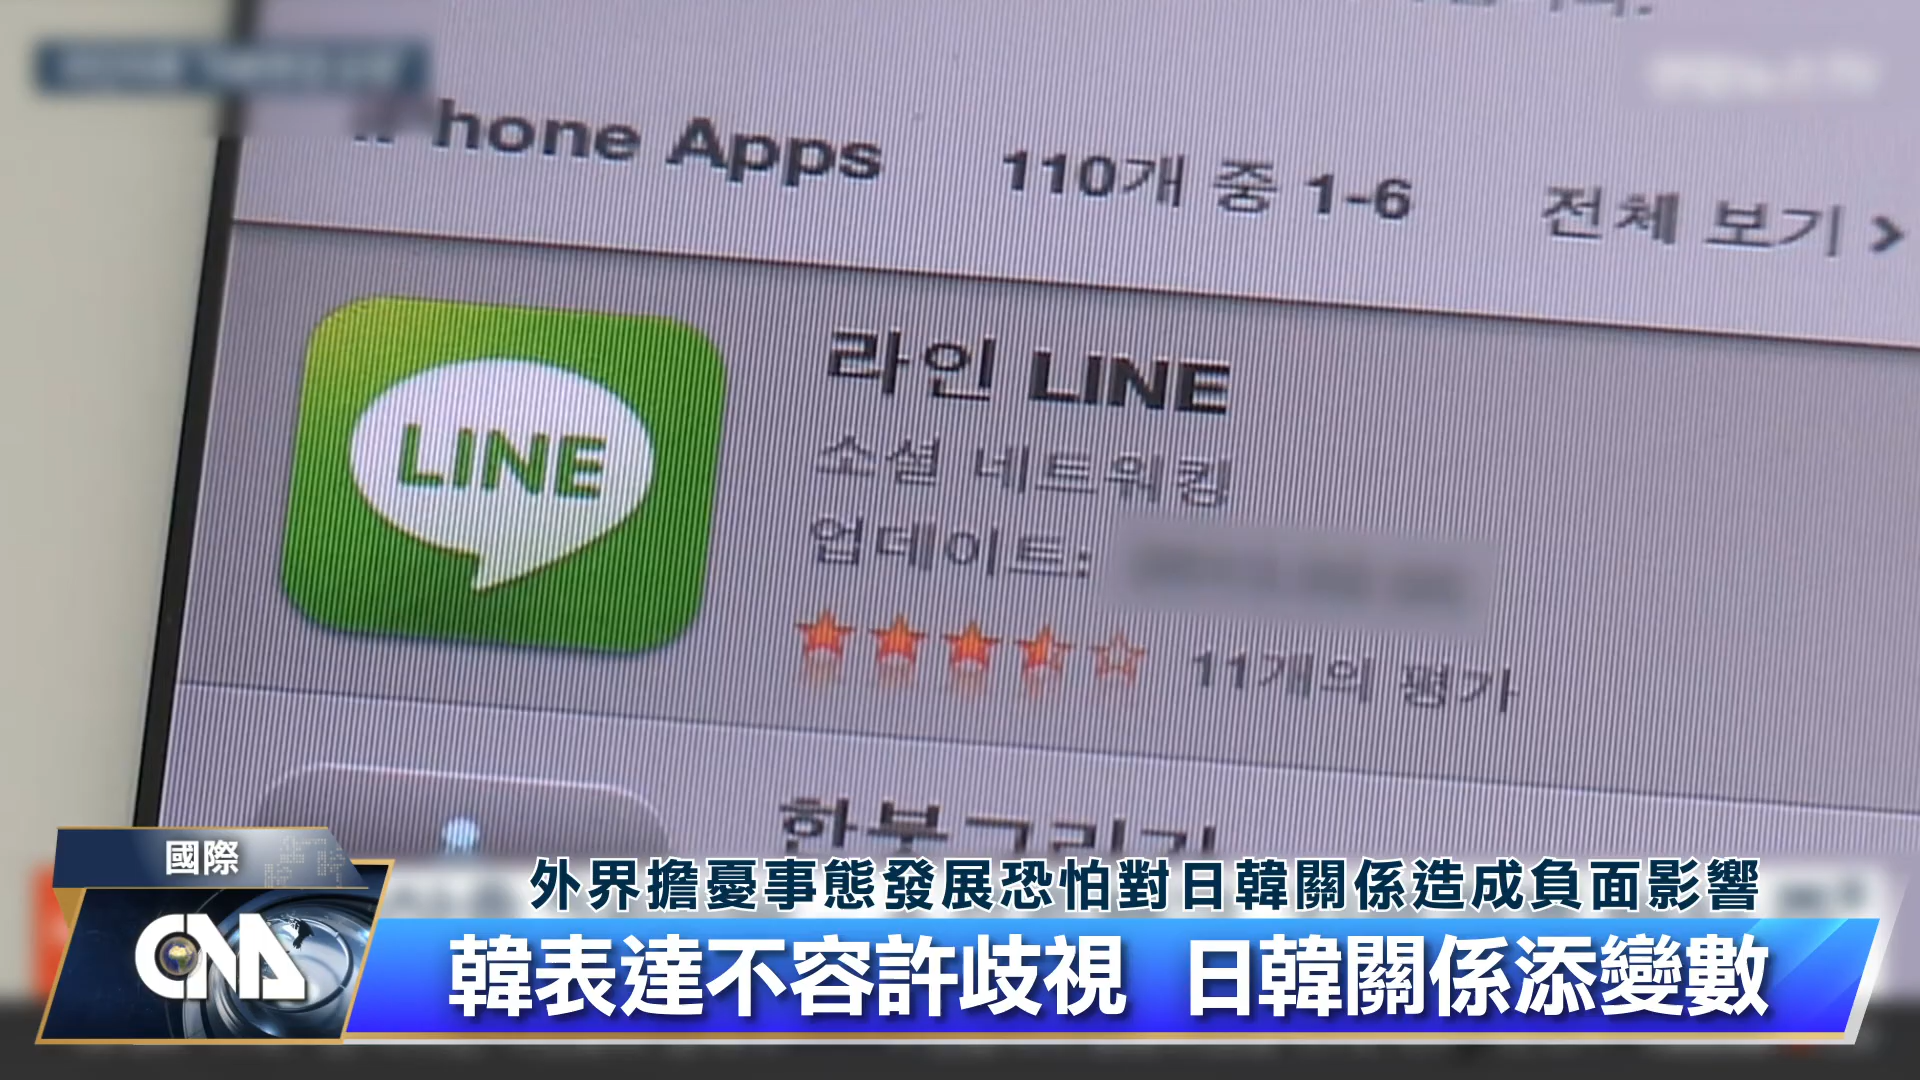 iPhone Apps 110개 중 1-6 전체 보기 >
LINE
라인 LINE
소셜 네트워킹
업데이트:
11개의 평가
國際
CNA
外界擔憂事態發展恐怕對日韓關係造成負面影響
韓表達不容許歧視 日韓關係添變數